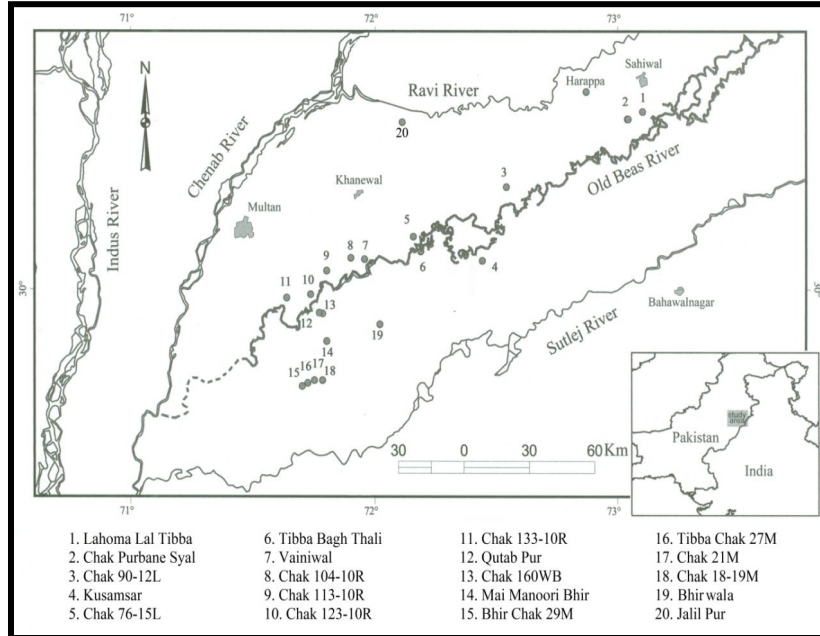 71° 72° 73°
N
Ravi River
Harappa
Sahiwal
1
2
20
Chenab River
Indus River
Khanewal
Multan
3
Old Beas River
5
6
4
9 8 7
11 10
30° 30°
13
12
19
Bahawalnagar
Sutlej River
14
16 17
15 18
study
area
Pakistan
India
30 0 30 60 Km
71° 72° 73°
1. Lahoma Lal Tibba
2. Chak Purbane Syal
3. Chak 90-12L
4. Kusamsar
5. Chak 76-15L
6. Tibba Bagh Thali
7. Vainiwal
8. Chak 104-10R
9. Chak 113-10R
10. Chak 123-10R
11. Chak 133-10R
12. Qutab Pur
13. Chak 160WB
14. Mai Manoori Bhir
15. Bhir Chak 29M
16. Tibba Chak 27M
17. Chak 21M
18. Chak 18-19M
19. Bhir wala
20. Jalil Pur